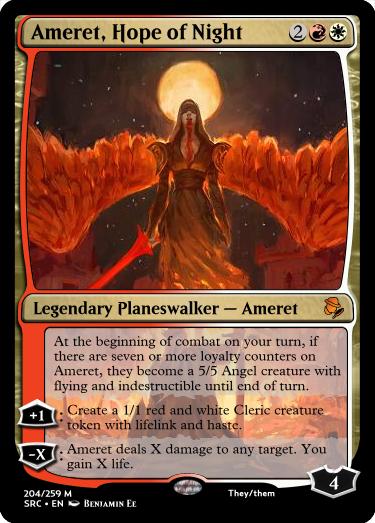 Ameret, Hope of Night 2
Legendary Planeswalker — Ameret
At the beginning of combat on your turn, if
there are seven or more loyalty counters on
Ameret, they become a 5/5 Angel creature with
flying and indestructible until end of turn.
+1: Create a 1/1 red and white Cleric creature
token with lifelink and haste.
-X: Ameret deals X damage to any target. You
gain X life.
4
204/259 M
SRC • EN Benjamin Ee
They/them